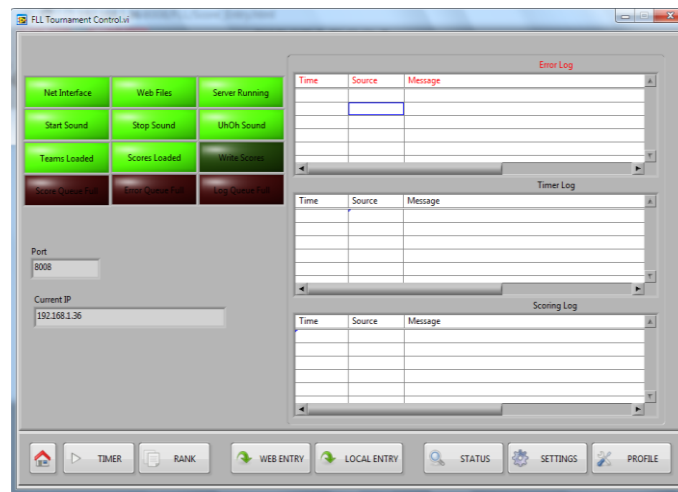 FLL Tournament Control.vi
Net Interface Web Files Server Running
Start Sound Stop Sound UhOh Sound
Teams Loaded Scores Loaded Write Scores
Score Queue Full Error Queue Full Log Queue Full
Port
8008
Current IP
192.168.1.36
Error Log
Time Source Message
Timer Log
Time Source Message
Scoring Log
Time Source Message
TIMER RANK WEB ENTRY LOCAL ENTRY STATUS SETTINGS PROFILE